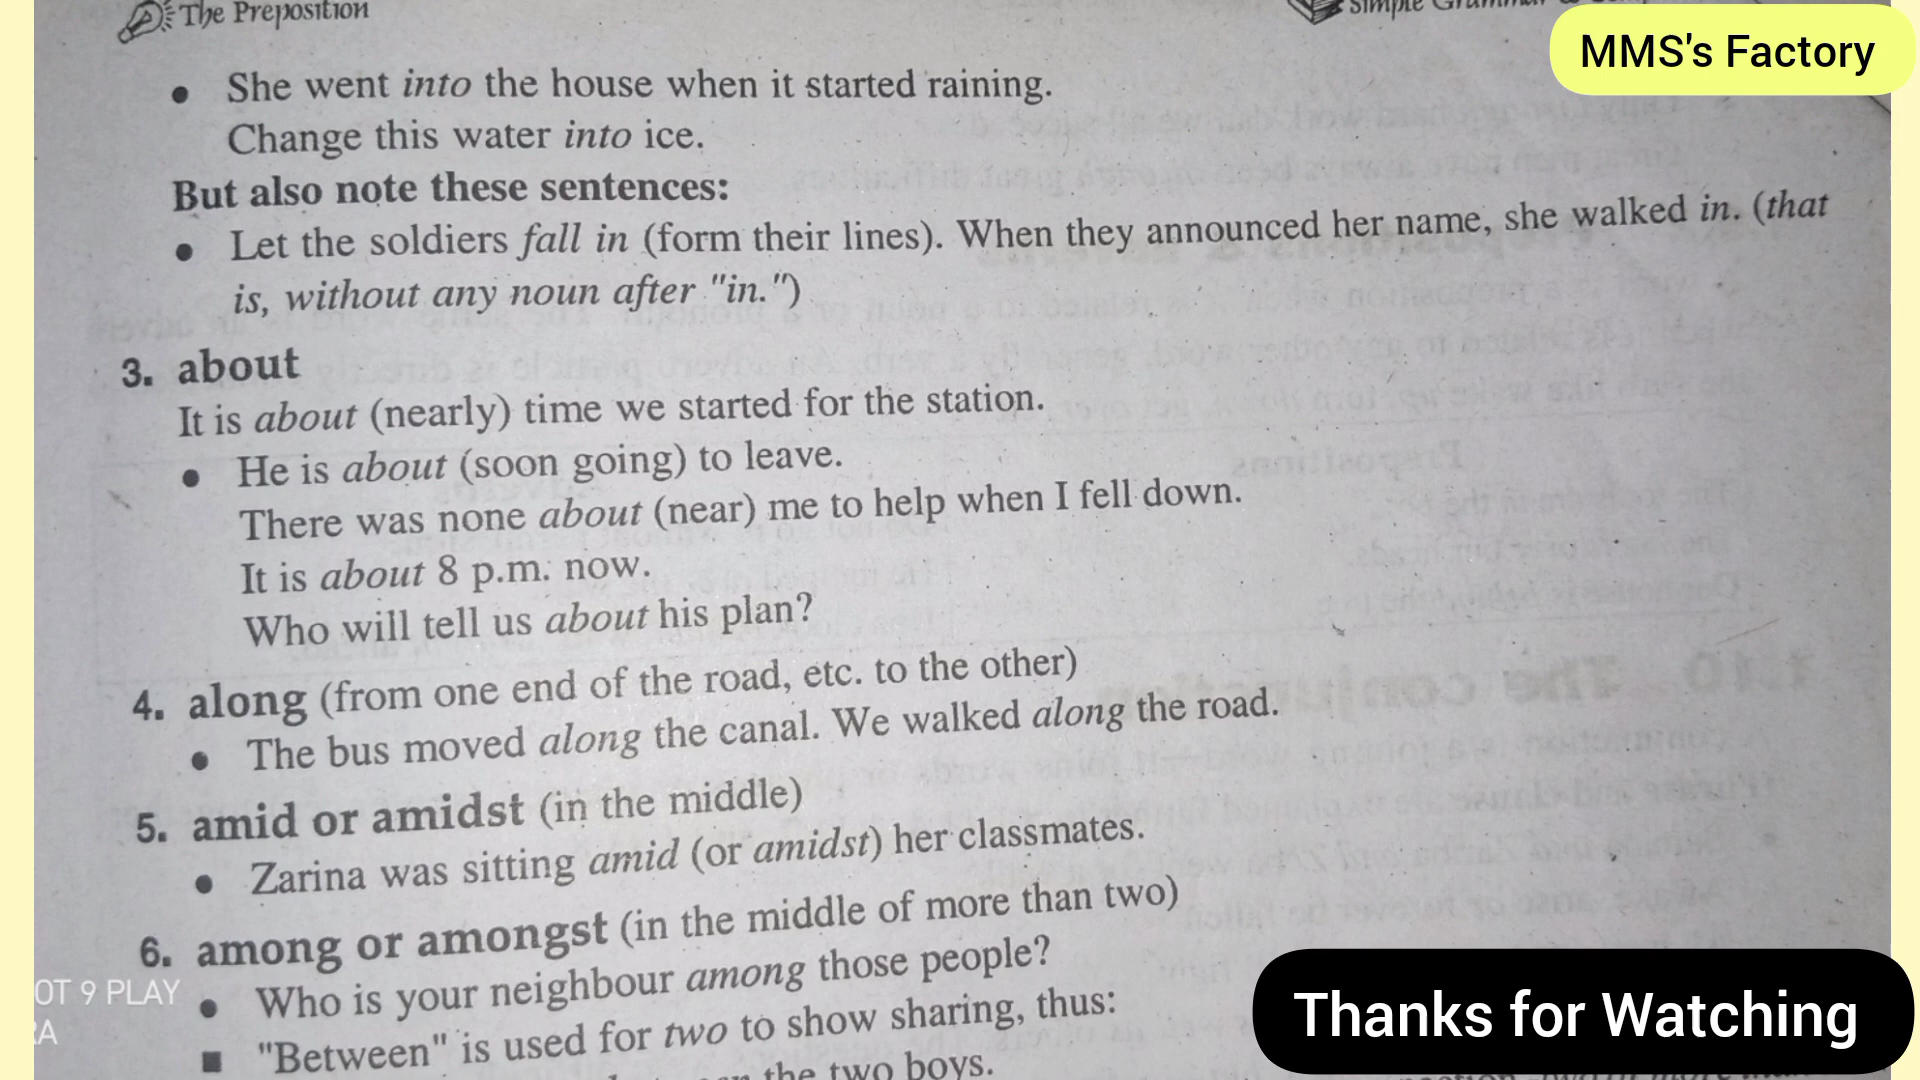 The Preposition
Simple Grammar &
MMS's Factory
• She went into the house when it started raining.
Change this water into ice.
But also note these sentences:
• Let the soldiers fall in (form their lines). When they announced her name, she walked in. (that
is, without any noun after "in.")
3. about
It is about (nearly) time we started for the station.
• He is about (soon going) to leave.
There was none about (near) me to help when I fell down.
It is about 8 p.m. now.
Who will tell us about his plan?
4. along (from one end of the road, etc. to the other)
• The bus moved along the canal. We walked along the road.
5. amid or amidst (in the middle)
• Zarina was sitting amid (or amidst) her classmates.
6. among or amongst (in the middle of more than two)
• Who is your neighbour among those people?
■ "Between" is used for two to show sharing, thus:
the two boys.
OT 9 PLAY
RA
Thanks for Watching